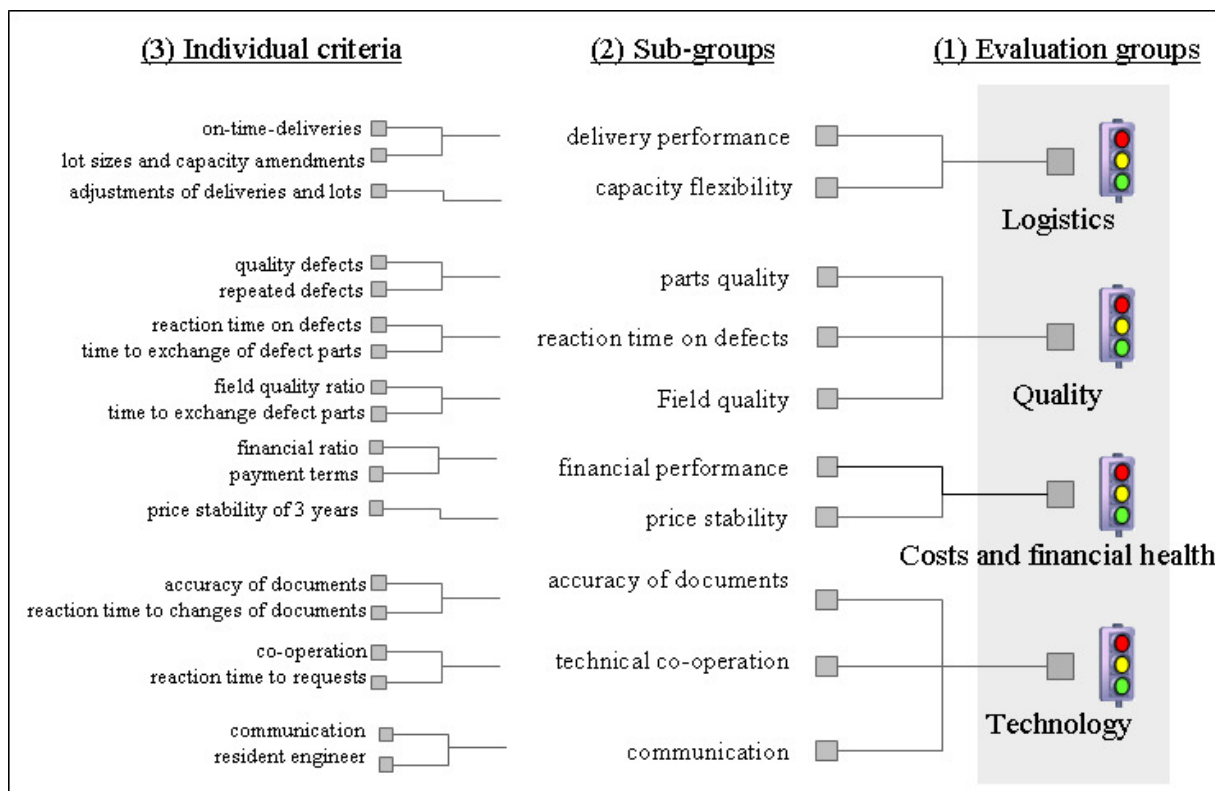 (3) Individual criteria
(2) Sub-groups
(1) Evaluation groups
on-time-deliveries
lot sizes and capacity amendments
adjustments of deliveries and lots
delivery performance
capacity flexibility
Logistics
quality defects
repeated defects
reaction time on defects
time to exchange of defect parts
field quality ratio
time to exchange defect parts
parts quality
reaction time on defects
Field quality
Quality
financial ratio
payment terms
price stability of 3 years
financial performance
price stability
Costs and financial health
accuracy of documents
reaction time to changes of documents
co-operation
reaction time to requests
communication
resident engineer
accuracy of documents
technical co-operation
communication
Technology